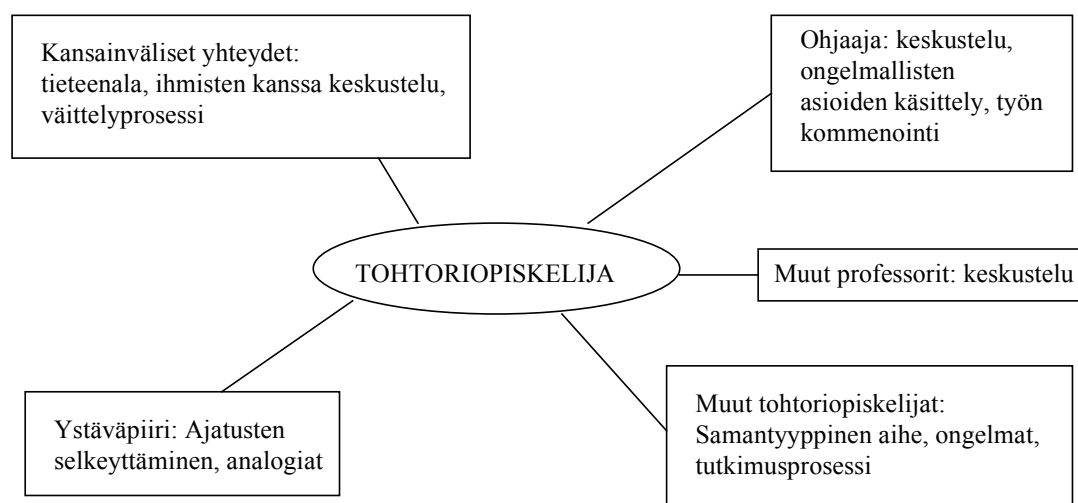 Kansainväliset yhteydet:
tieteenala, ihmisten kanssa keskustelu,
väittelyprosessi
Ohjaaja: keskustelu,
ongelmallisten
asioiden käsittely, työn
kommenointi
TOHTORIOPISKELIJA
Muut professorit: keskustelu
Ystäväpiiri: Ajatusten
selkeyttäminen, analogiat
Muut tohtoriopiskelijat:
Samantyyppinen aihe, ongelmat,
tutkimusprosessi